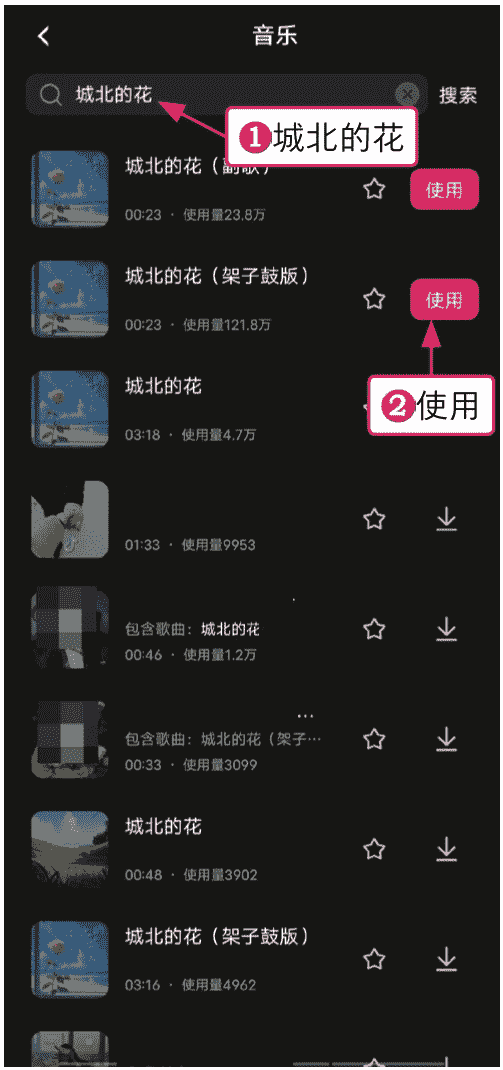 音乐
城北的花
搜索
❶城北的花
城北的花（副歌）
00:23 · 使用量23.8万
使用
城北的花（架子鼓版）
00:23 · 使用量121.8万
使用
❷使用
城北的花
03:18 · 使用量4.7万
01:33 · 使用量9953
包含歌曲：城北的花
00:46 · 使用量1.2万
...
包含歌曲：城北的花（架子…
00:33 · 使用量3099
城北的花
00:48 · 使用量3902
城北的花（架子鼓版）
03:16 · 使用量4962